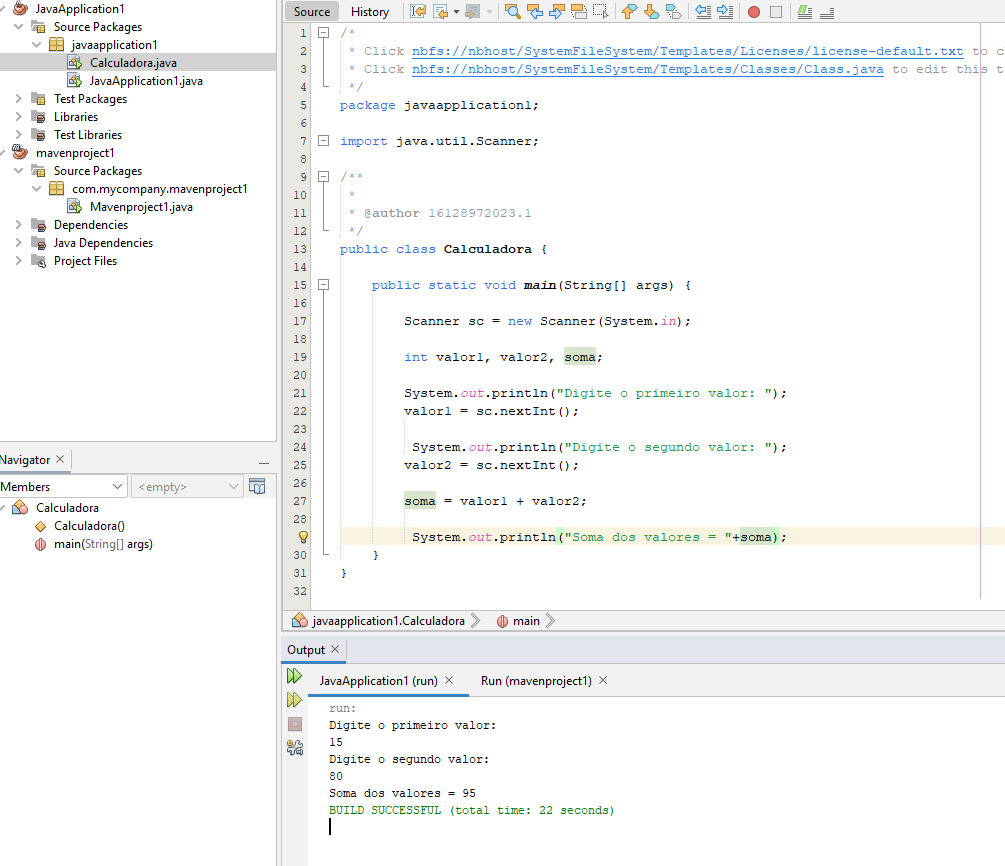 JavaApplication1
Source Packages
javaapplication1
Calculadora.java
JavaApplication1.java
Test Packages
Libraries
Test Libraries
mavenproject1
Source Packages
com.mycompany.mavenproject1
Mavenproject1.java
Dependencies
Java Dependencies
Project Files
Navigator
Members
<empty>
Calculadora
Calculadora()
main(String[] args)
Source History
1 /*
2 * Click nbfs://nbhost/SystemFileSystem/Templates/Licenses/license-default.txt to c
3 * Click nbfs://nbhost/SystemFileSystem/Templates/Classes/Class.java to edit this t
4 */
5 package javaapplication1;
6
7 import java.util.Scanner;
8
9 /**
10 *
11 * @author 16128972023.1
12 */
13 public class Calculadora {
14
15 public static void main(String[] args) {
16
17 Scanner sc = new Scanner(System.in);
18
19 int valor1, valor2, soma;
20
21 System.out.println("Digite o primeiro valor: ");
22 valor1 = sc.nextInt();
23
24 System.out.println("Digite o segundo valor: ");
25 valor2 = sc.nextInt();
26
27 soma = valor1 + valor2;
28
System.out.println("Soma dos valores = "+soma);
30 }
31 }
32
javaapplication1.Calculadora main
Output
JavaApplication1 (run) Run (mavenproject1)
run:
Digite o primeiro valor:
15
Digite o segundo valor:
80
Soma dos valores = 95
BUILD SUCCESSFUL (total time: 22 seconds)